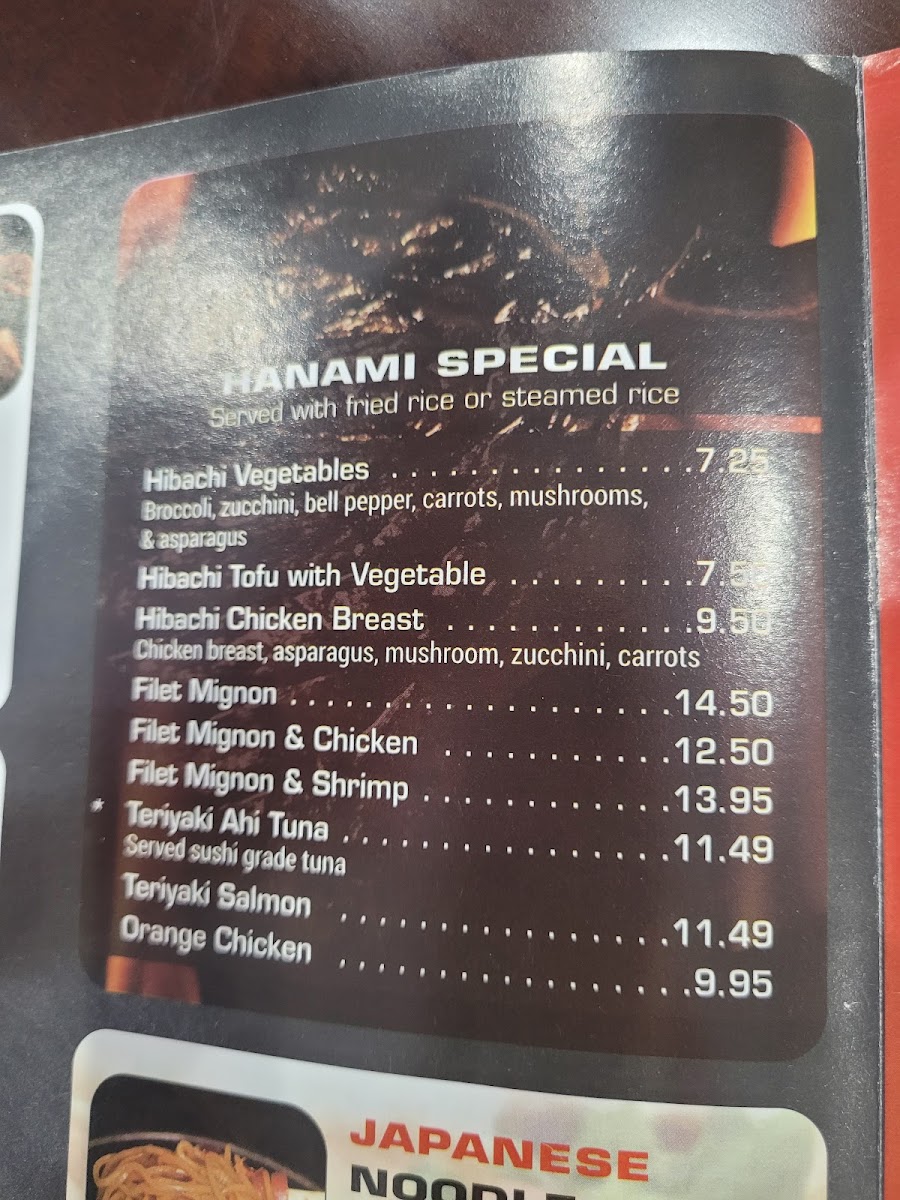 HANAMI SPECIAL
Served with fried rice or steamed rice
Hibachi Vegetables . . . . . . . . . . . . . . . .7.25
Broccoli, zucchini, bell pepper, carrots, mushrooms,
& asparagus
Hibachi Tofu with Vegetable . . . . . . . . .
Hibachi Chicken Breast . . . . . . . . . . . .9.50
Chicken breast, asparagus, mushroom, zucchini, carrots
Filet Mignon . . . . . . . . . . . . . . . . . . . .14.50
Filet Mignon & Chicken . . . . . . . . . . .12.50
Filet Mignon & Shrimp . . . . . . . . . . . .13.95
* Teriyaki Ahi Tuna . . . . . . . . . . . . . . . . .11.49
Served sushi grade tuna
Teriyaki Salmon . . . . . . . . . . . . . . . . .11.49
Orange Chicken . . . . . . . . . . . . . . . . . .9.95
JAPANESE
NOODLE